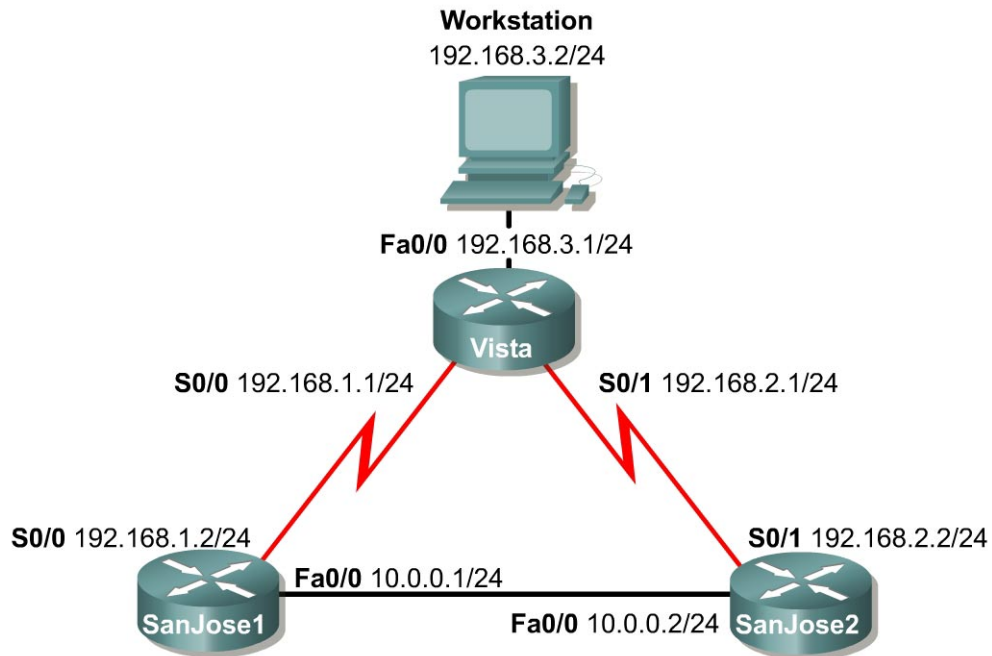 Workstation
192.168.3.2/24
Fa0/0 192.168.3.1/24
Vista
S0/0 192.168.1.1/24
S0/1 192.168.2.1/24
S0/0 192.168.1.2/24
S0/1 192.168.2.2/24
Fa0/0 10.0.0.1/24
SanJose1
Fa0/0 10.0.0.2/24
SanJose2